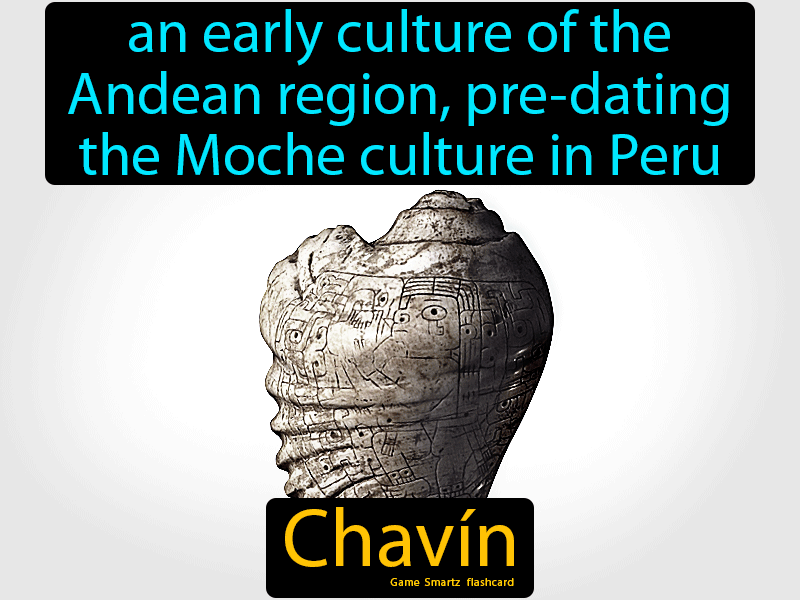 an early culture of the
Andean region, pre-dating
the Moche culture in Peru
Chavín
Game Smartz flashcard